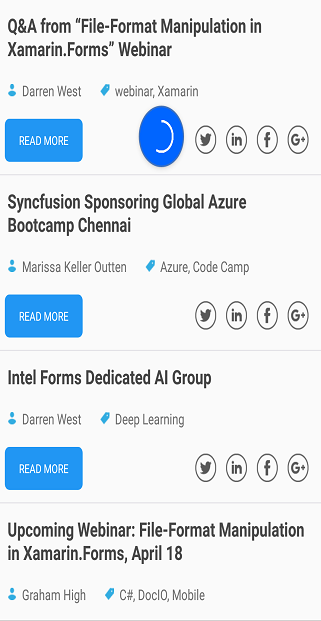 Q&A from “File-Format Manipulation in
Xamarin.Forms” Webinar
Darren West webinar, Xamarin
READ MORE
Syncfusion Sponsoring Global Azure
Bootcamp Chennai
Marissa Keller Outten Azure, Code Camp
READ MORE
Intel Forms Dedicated AI Group
Darren West Deep Learning
READ MORE
Upcoming Webinar: File-Format Manipulation
in Xamarin.Forms, April 18
Graham High C#, DocIO, Mobile